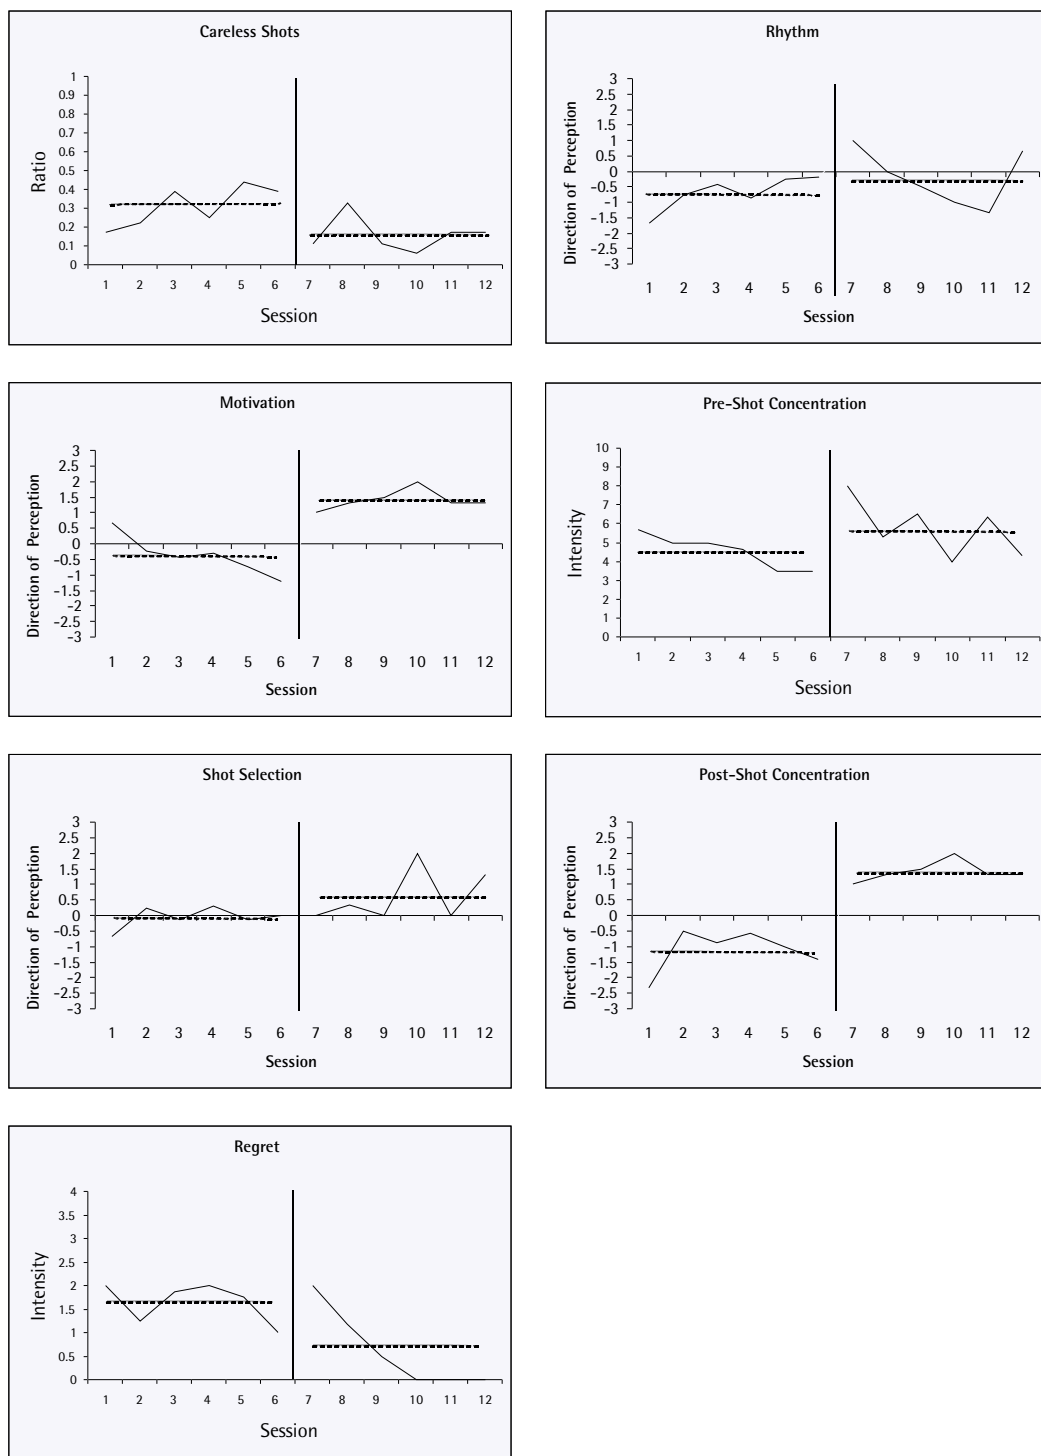 Careless Shots
Ratio
1
0.9
0.8
0.7
0.6
0.5
0.4
0.3
0.2
0.1
0
1 2 3 4 5 6 7 8 9 10 11 12
Session
Rhythm
Direction of Perception
3
2.5
2
1.5
1
0.5
0
-0.5
-1
-1.5
-2
-2.5
-3
1 2 3 4 5 6 7 8 9 10 11 12
Session
Motivation
Direction of Perception
3
2.5
2
1.5
1
0.5
0
-0.5
-1
-1.5
-2
-2.5
-3
1 2 3 4 5 6 7 8 9 10 11 12
Session
Pre-Shot Concentration
Intensity
10
9
8
7
6
5
4
3
2
1
0
1 2 3 4 5 6 7 8 9 10 11 12
Session
Shot Selection
Direction of Perception
3
2.5
2
1.5
1
0.5
0
-0.5
-1
-1.5
-2
-2.5
-3
1 2 3 4 5 6 7 8 9 10 11 12
Session
Post-Shot Concentration
Direction of Perception
3
2.5
2
1.5
1
0.5
0
-0.5
-1
-1.5
-2
-2.5
-3
1 2 3 4 5 6 7 8 9 10 11 12
Session
Regret
Intensity
4
3.5
3
2.5
2
1.5
1
0.5
0
1 2 3 4 5 6 7 8 9 10 11 12
Session